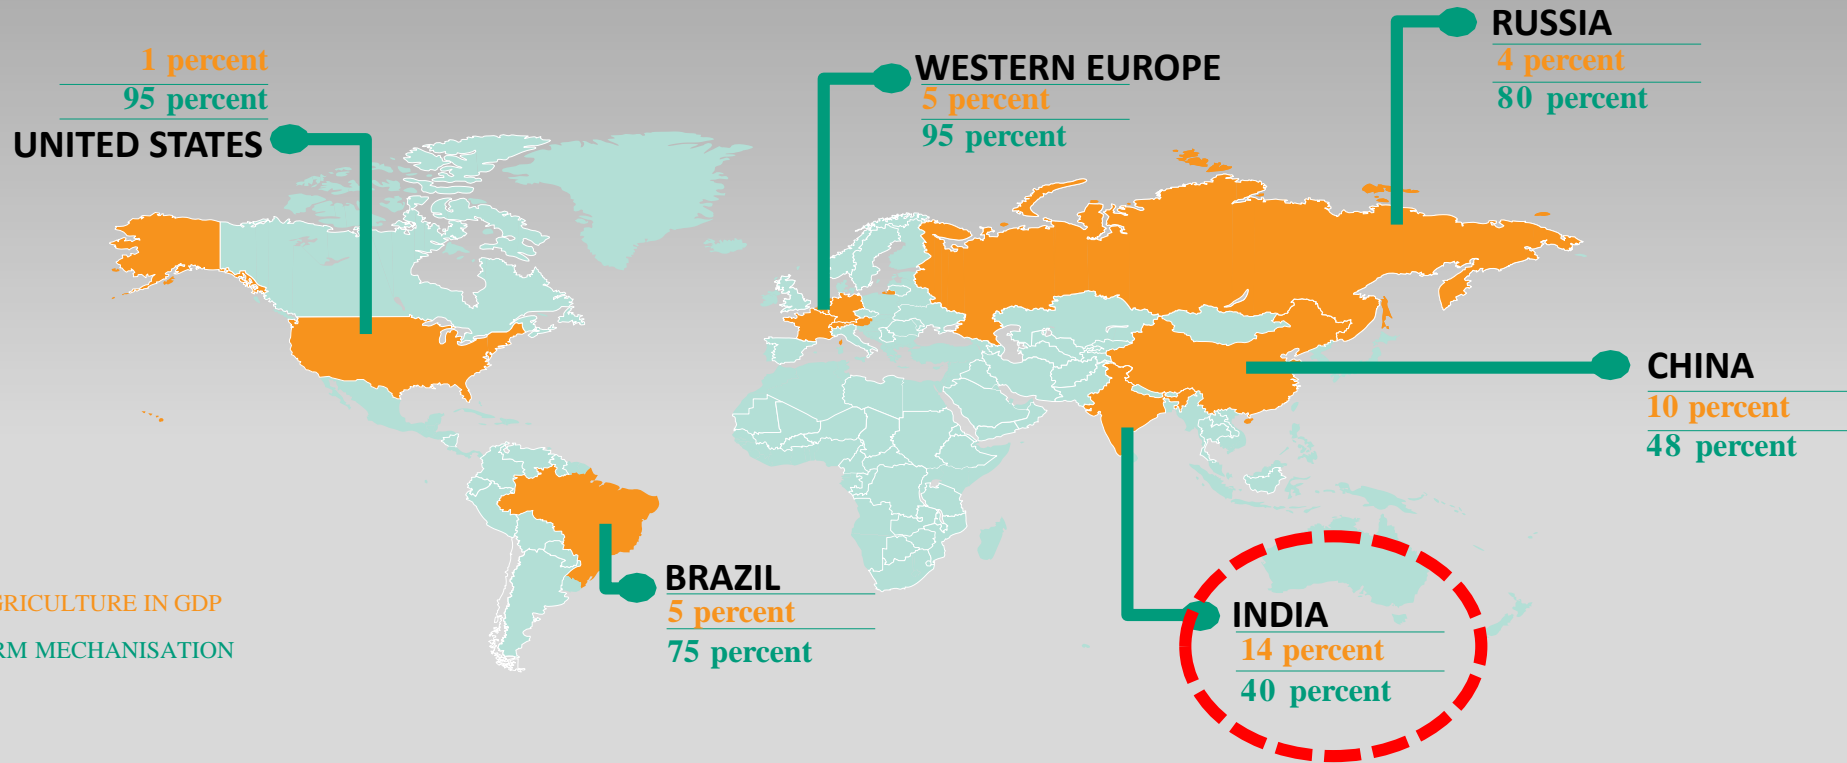 1 percent
95 percent
UNITED STATES
WESTERN EUROPE
5 percent
95 percent
RUSSIA
4 percent
80 percent
CHINA
10 percent
48 percent
BRAZIL
5 percent
75 percent
INDIA
14 percent
40 percent
GRICULTURE IN GDP
RM MECHANISATION